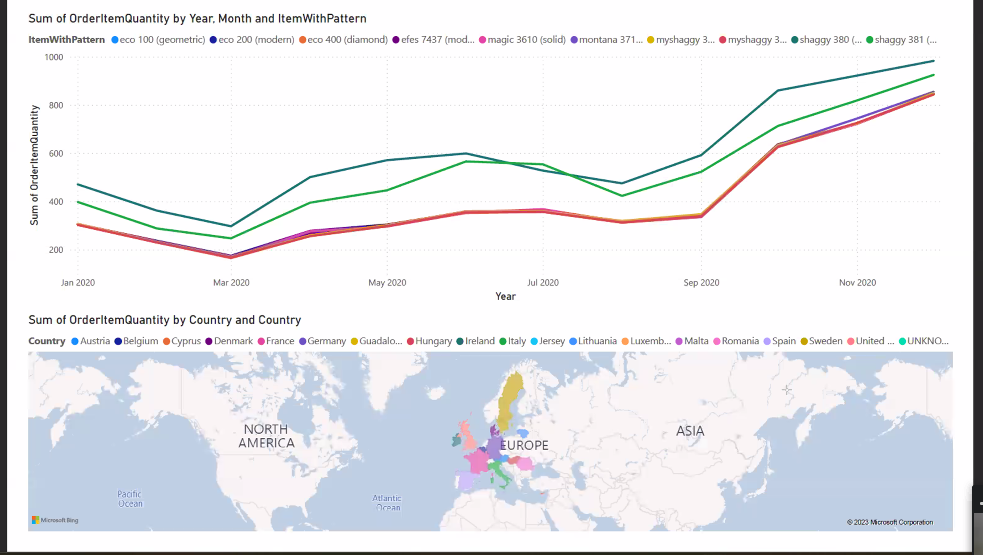 Sum of OrderItemQuantity by Year, Month and ItemWithPattern
ItemWithPattern eco 100 (geometric) eco 200 (modern) eco 400 (diamond) efes 7437 (mod... magic 3610 (solid) montana 371... myshaggy 3... myshaggy 3... shaggy 380 (... shaggy 381 (...
1000
800
600
400
200
Sum of OrderItemQuantity
Jan 2020 Mar 2020 May 2020 Jul 2020 Sep 2020 Nov 2020
Year
Sum of OrderItemQuantity by Country and Country
Country Austria Belgium Cyprus Denmark France Germany Guadalo... Hungary Ireland Italy Jersey Lithuania Luxemb... Malta Romania Spain Sweden United ... UNKNO...
NORTH
AMERICA
EUROPE
ASIA
Pacific
Ocean
Atlantic
Ocean
Microsoft Bing
© 2023 Microsoft Corporation